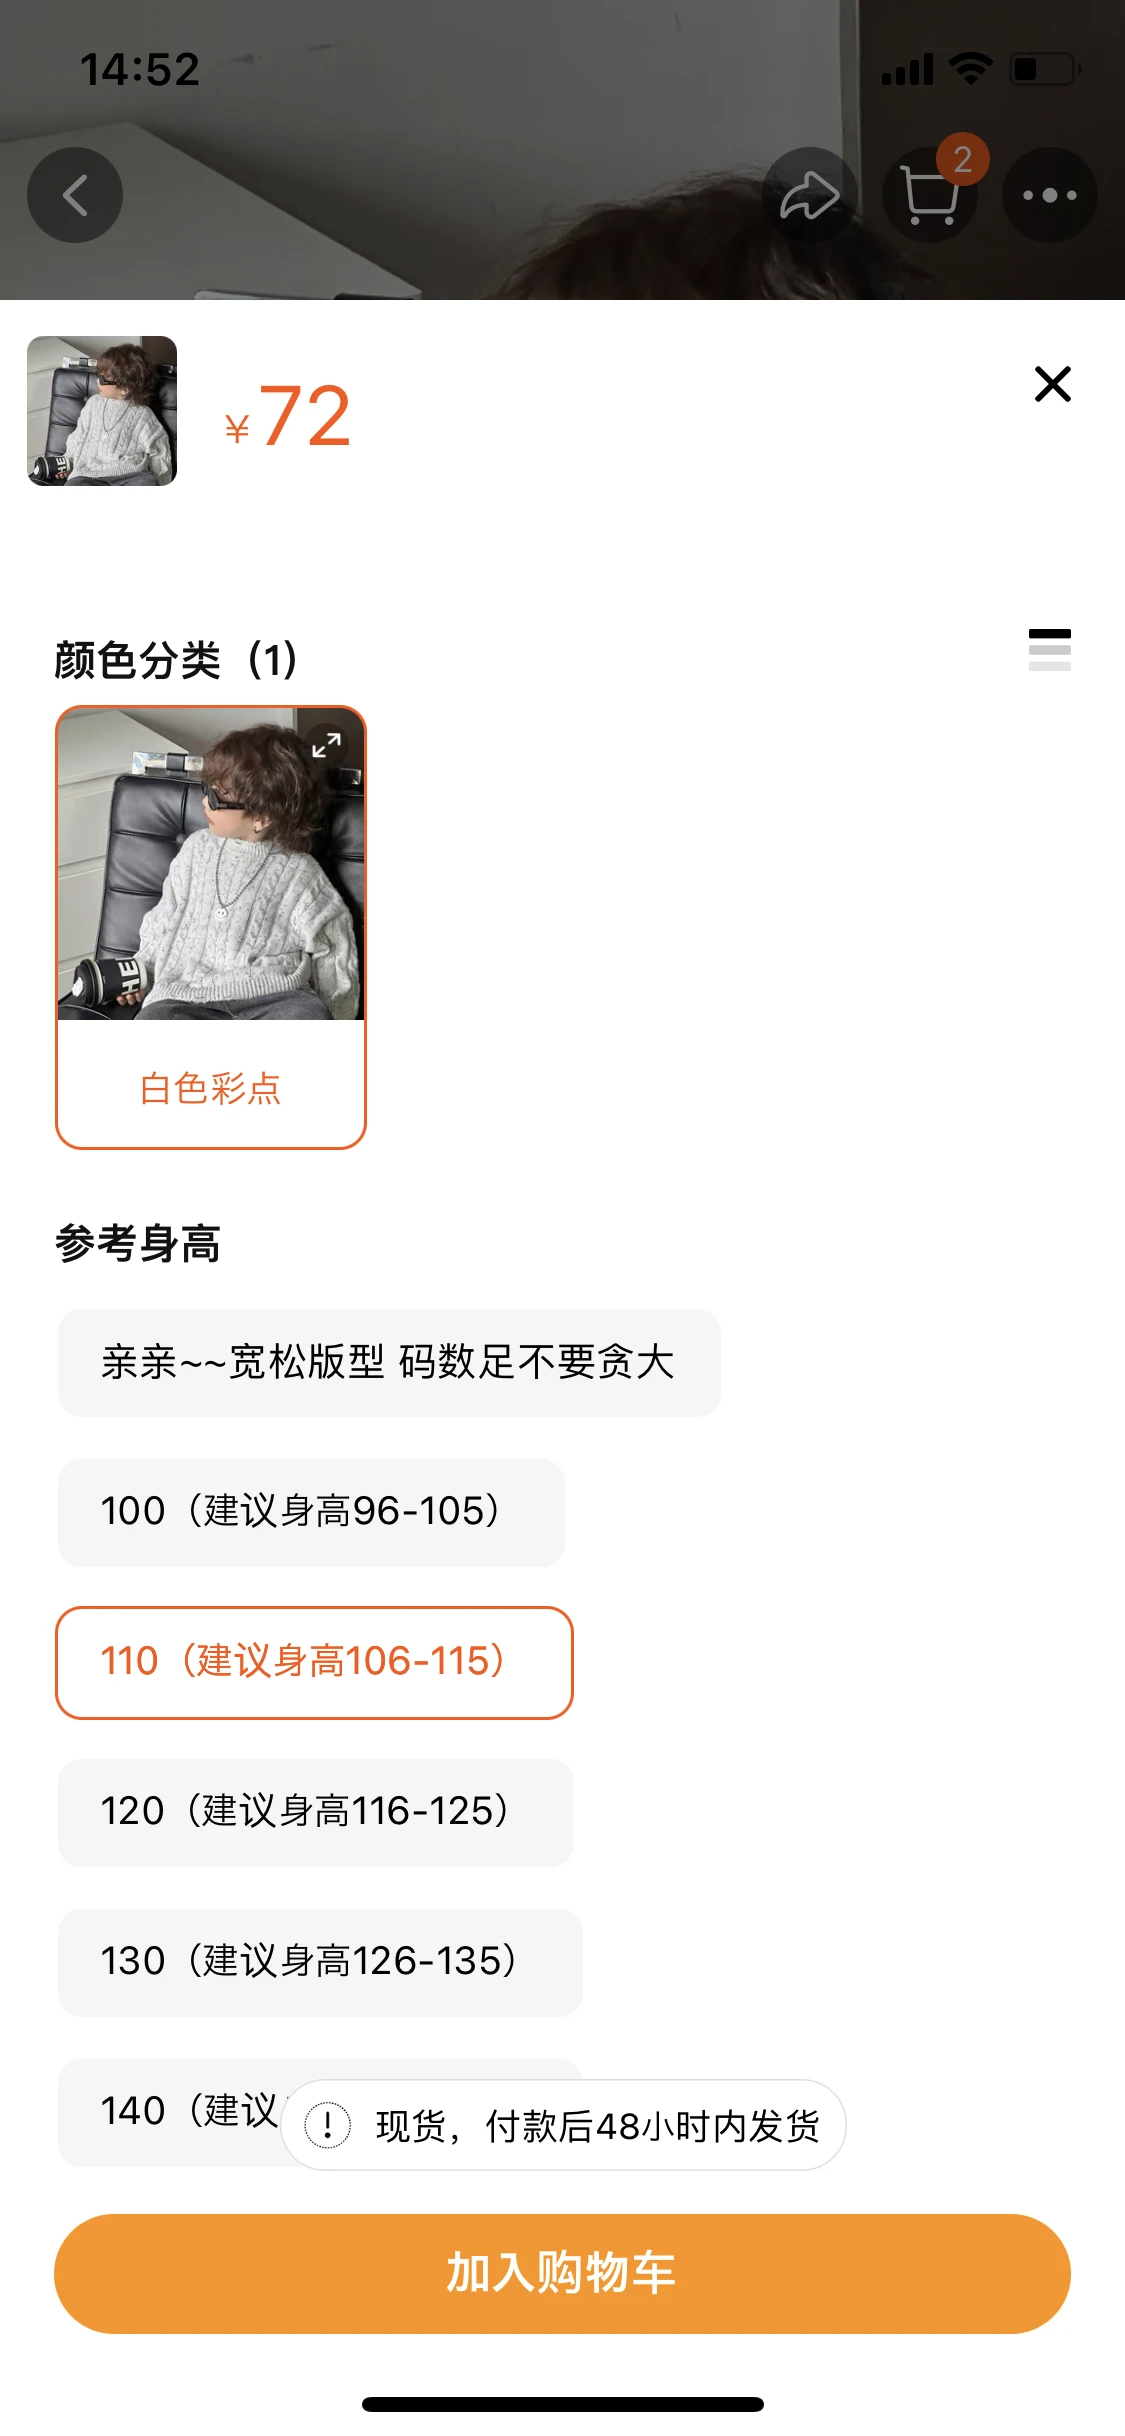 14:52
2
¥72
颜色分类（1）
HE
白色彩点
参考身高
亲亲~~宽松版型 码数足不要贪大
100（建议身高96-105）
110（建议身高106-115）
120（建议身高116-125）
130（建议身高126-135）
140（建议
现货，付款后48小时内发货
加入购物车